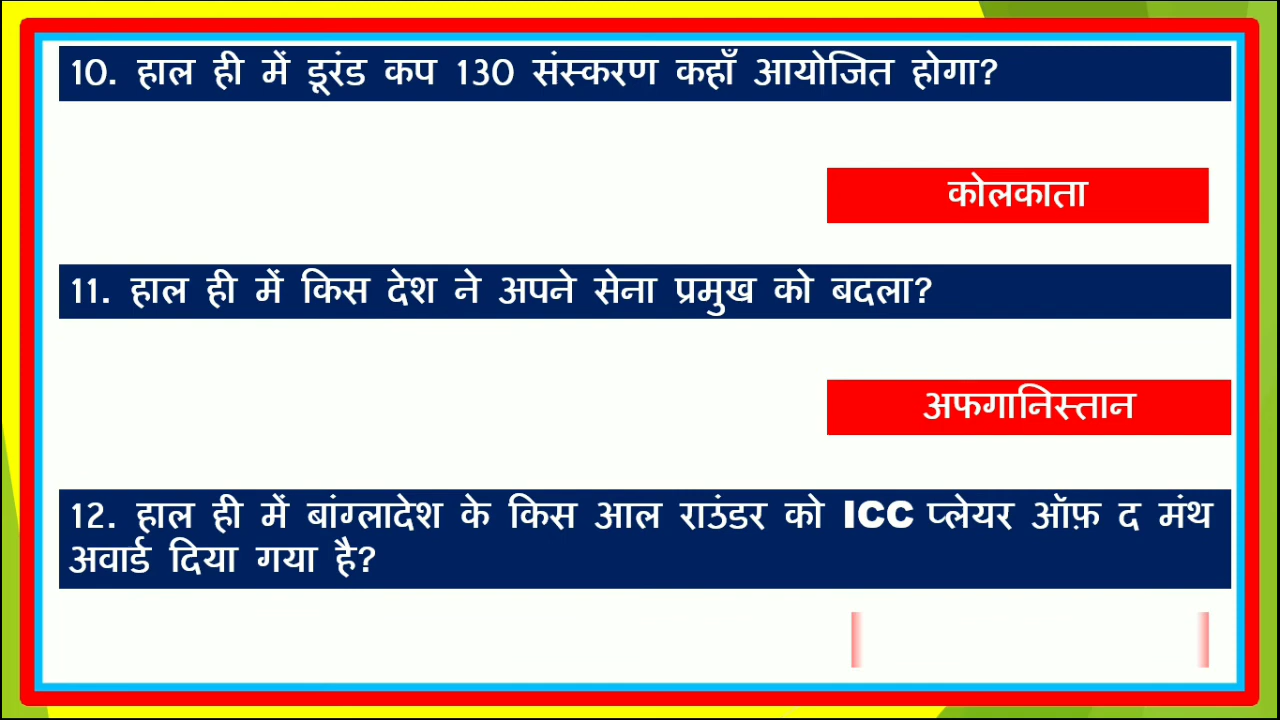 10. हाल ही में डूरंड कप 130 संस्करण कहाँ आयोजित होगा?
कोलकाता
11. हाल ही में किस देश ने अपने सेना प्रमुख को बदला?
अफगानिस्तान
12. हाल ही में बांग्लादेश के किस आल राउंडर को ICC प्लेयर ऑफ़ द मंथ
अवार्ड दिया गया है?